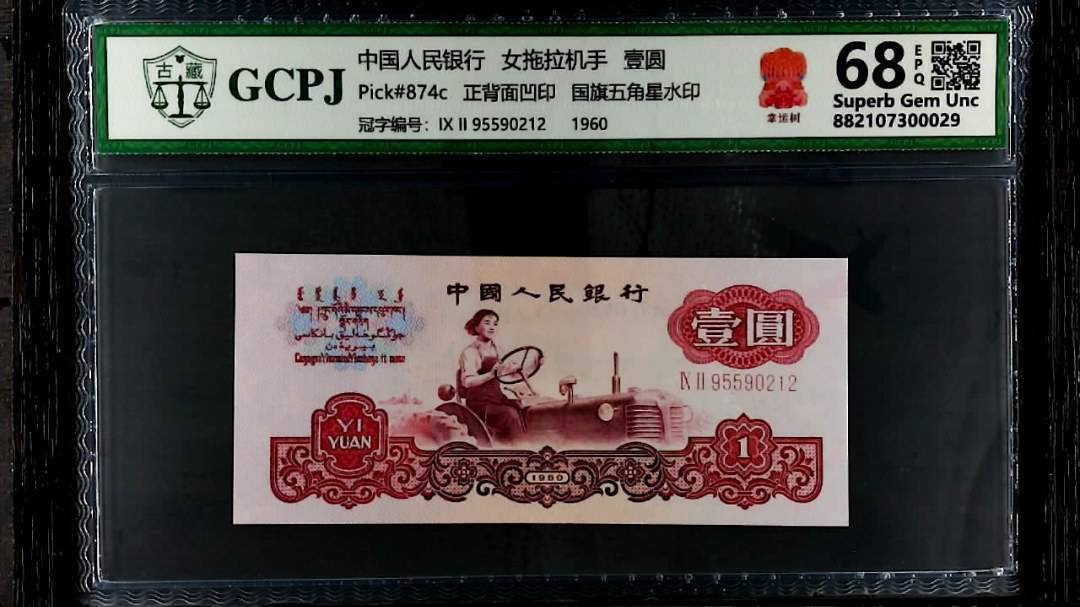 古 藏
GCPJ
中国人民银行 女拖拉机手 壹圆
Pick#874c 正背面凹印 国旗五角星水印
冠字编号: IX II 95590212 1960
幸运树
68 EPQ
Superb Gem Unc
882107300029
中國人民銀行
壹圓
IX II 95590212
YI
YUAN
1
1960